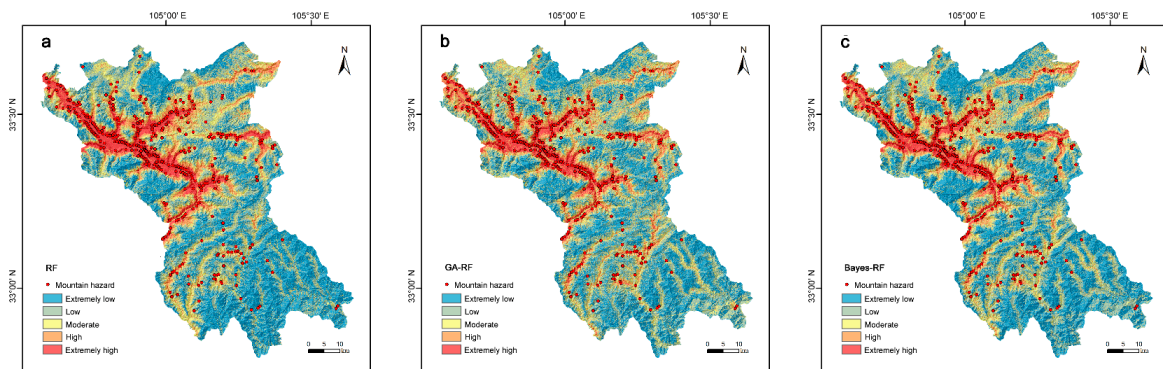 105°00' E 105°30' E
a
N
33°30' N
33°00' N
RF
Mountain hazard
Extremely low
Low
Moderate
High
Extremely high
0 5 10
105°00' E 105°30' E
b
N
33°30' N
33°00' N
GA-RF
Mountain hazard
Extremely low
Low
Moderate
High
Extremely high
0 5 10
105°00' E 105°30' E
c
N
33°30' N
33°00' N
Bayes-RF
Mountain hazard
Extremely low
Low
Moderate
High
Extremely high
0 5 10